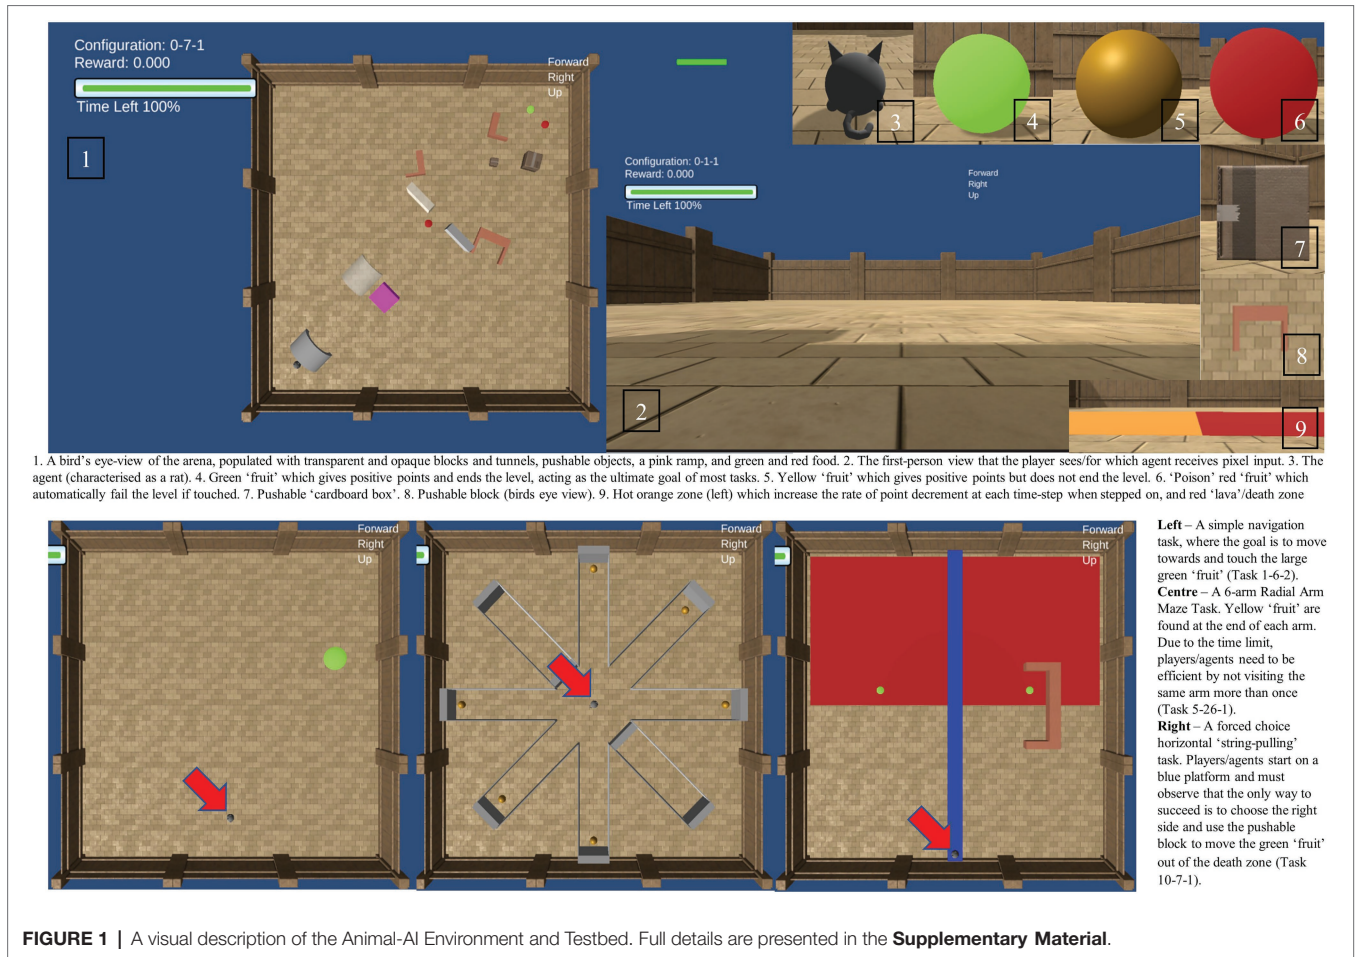 Configuration: 0-7-1
Reward: 0.000
Time Left 100%
Forward
Right
Up
1
3
4
5
6
Configuration: 0-1-1
Reward: 0.000
Time Left 100%
Forward
Right
Up
7
8
2
9
1. A bird's eye-view of the arena, populated with transparent and opaque blocks and tunnels, pushable objects, a pink ramp, and green and red food. 2. The first-person view that the player sees/for which agent receives pixel input. 3. The
agent (characterised as a rat). 4. Green ‘fruit’ which gives positive points and ends the level, acting as the ultimate goal of most tasks. 5. Yellow ‘fruit’ which gives positive points but does not end the level. 6. ‘Poison’ red ‘fruit’ which
automatically fail the level if touched. 7. Pushable ‘cardboard box’. 8. Pushable block (birds eye view). 9. Hot orange zone (left) which increase the rate of point decrement at each time-step when stepped on, and red ‘lava’/death zone
Forward
Right
Up
Forward
Right
Up
Forward
Right
Up
Left – A simple navigation
task, where the goal is to move
towards and touch the large
green ‘fruit’ (Task 1-6-2).
Centre – A 6-arm Radial Arm
Maze Task. Yellow ‘fruit’ are
found at the end of each arm.
Due to the time limit,
players/agents need to be
efficient by not visiting the
same arm more than once
(Task 5-26-1).
Right – A forced choice
horizontal ‘string-pulling’
task. Players/agents start on a
blue platform and must
observe that the only way to
succeed is to choose the right
side and use the pushable
block to move the green ‘fruit’
out of the death zone (Task
10-7-1).
FIGURE 1 | A visual description of the Animal-AI Environment and Testbed. Full details are presented in the Supplementary Material.